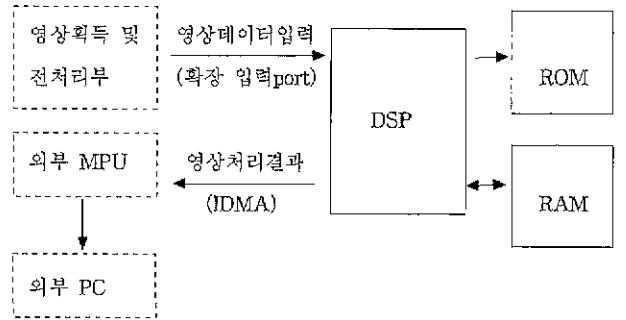 영상획득 및
전처리부
영상데이터입력
(확장 입력port)
DSP
ROM
외부 MPU
영상처리결과
(IDMA)
RAM
외부 PC